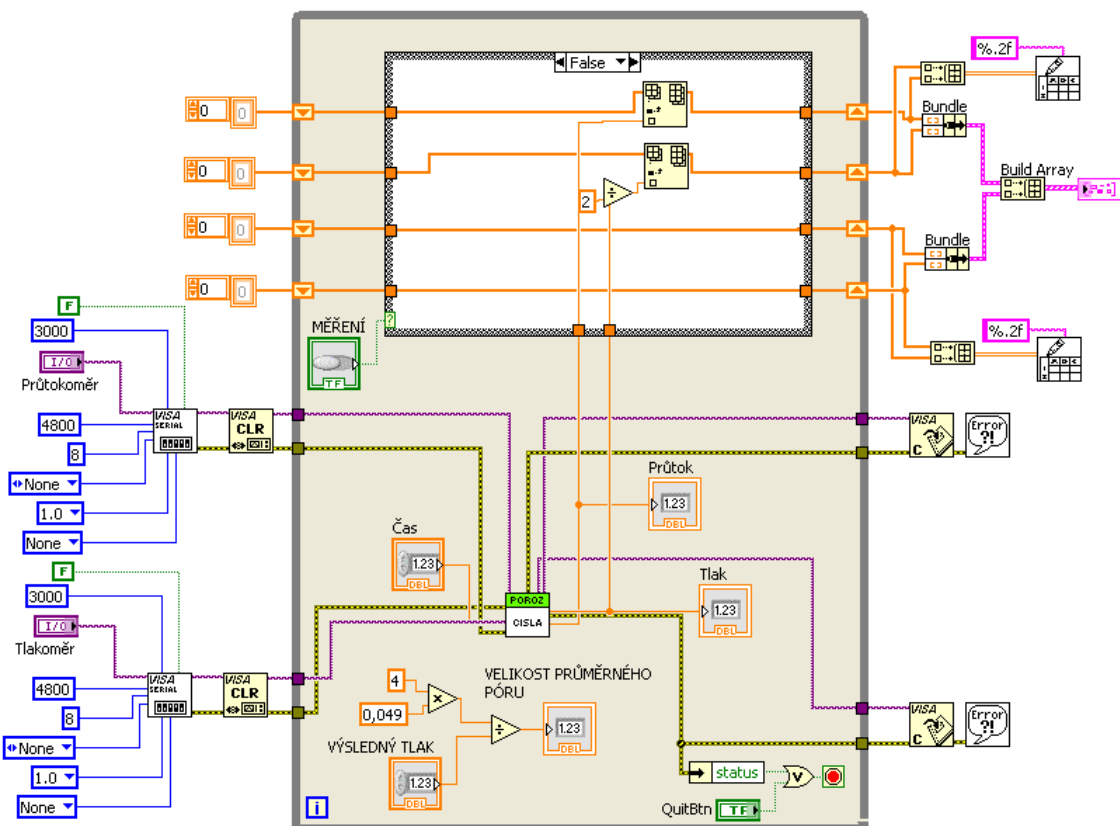 False
%.2f
0 0
Bundle
0 0
Build Array
2
0 0
Bundle
0 0
F
3000
MĚŘENÍ
?
%.2f
I/O
TF
Průtokoměr
VISA SERIAL
VISA CLR
VISA C
Error ?!
4800
8
None
1.0
None
Průtok
1.23
DBL
Čas
1.23
DBL
F
3000
Tlak
1.23
DBL
POROZ
CISLA
I/O
Tlakoměr
VISA SERIAL
VISA CLR
VELIKOST PRŮMĚRNÉHO
PÓRU
4
0,049
1.23
DBL
VISA C
Error ?!
4800
8
None
1.0
None
VÝSLEDNÝ TLAK
1.23
DBL
status
V
QuitBtn
TF
i